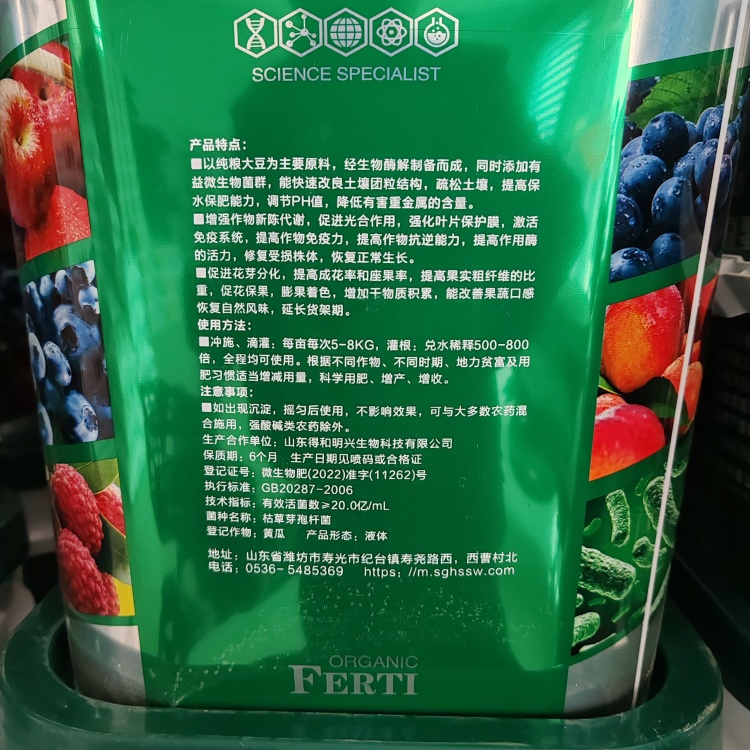 SCIENCE SPECIALIST
产品特点：
■以纯粮大豆为主要原料，经生物酶解制备而成，同时添加有
益微生物菌群，能快速改良土壤团粒结构，疏松土壤，提高保
水保肥能力，调节PH值，降低有害重金属的含量。
■增强作物新陈代谢，促进光合作用，强化叶片保护膜，激活
免疫系统，提高作物免疫力，提高作物抗逆能力，提高作用酶
的活力，修复受损株体，恢复正常生长。
■促进花芽分化，提高成花率和座果率，提高果实粗纤维的比
重，促花保果，膨果着色，增加干物质积累，能改善果蔬口感
恢复自然风味，延长货架期。
使用方法：
■冲施、滴灌：每亩每次5-8KG，灌根：兑水稀释500-800
倍，全程均可使用。根据不同作物、不同时期、地力贫富及用
肥习惯适当增减用量，科学用肥、增产、增收。
注意事项：
■如出现沉淀，摇匀后使用，不影响效果，可与大多数农药混
合施用，强酸碱类农药除外。
生产合作单位：山东得和明兴生物科技有限公司
保质期：6个月 生产日期见喷码或合格证
登记证号：微生物肥(2022)准字(11262)号
执行标准：GB20287-2006
技术指标：有效活菌数≥20.0亿/mL
菌种名称：枯草芽孢杆菌
登记作物：黄瓜 产品形态：液体
地址：山东省潍坊市寿光市纪台镇寿尧路西，西曹村北
电话：0536-5485369 https：//m.sghssw.com
ORGANIC
FERTI